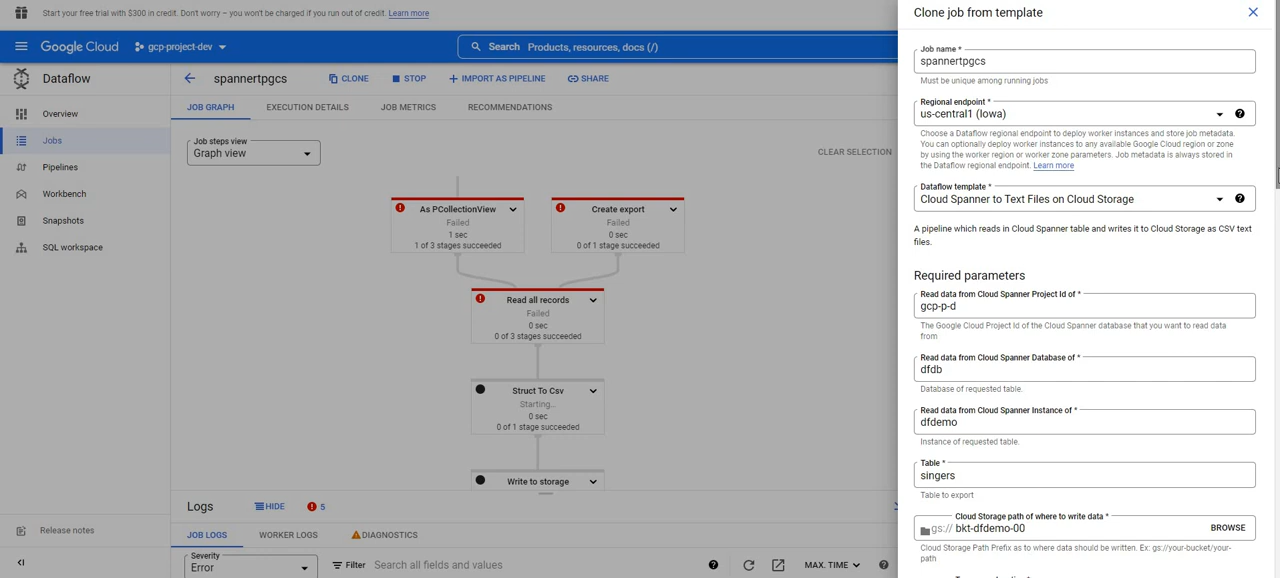 Start your free trial with $300 in credit. Don't worry – you won't be charged if you run out of credit. Learn more
Google Cloud
gcp-project-dev
Search Products, resources, docs (/)
Dataflow
spannertpgcs
CLONE
STOP
IMPORT AS PIPELINE
SHARE
Overview
Jobs
Pipelines
Workbench
Snapshots
SQL workspace
Release notes
JOB GRAPH
EXECUTION DETAILS
JOB METRICS
RECOMMENDATIONS
Job steps view
Graph view
CLEAR SELECTION
As PCollectionView
Failed
1 sec
1 of 3 stages succeeded
Create export
Failed
0 sec
0 of 1 stage succeeded
Read all records
Failed
0 sec
0 of 3 stages succeeded
Struct To Csv
Starting...
0 sec
0 of 1 stage succeeded
Write to storage
Logs
HIDE
5
JOB LOGS
WORKER LOGS
DIAGNOSTICS
Severity
Error
Filter Search all fields and values
MAX. TIME
Clone job from template
Job name *
spannertpgcs
Must be unique among running jobs
Regional endpoint *
us-central1 (Iowa)
Choose a Dataflow regional endpoint to deploy worker instances and store job metadata.
You can optionally deploy worker instances to any available Google Cloud region or zone
by using the worker region or worker zone parameters. Job metadata is always stored in
the Dataflow regional endpoint. Learn more
Dataflow template *
Cloud Spanner to Text Files on Cloud Storage
A pipeline which reads in Cloud Spanner table and writes it to Cloud Storage as CSV text
files.
Required parameters
Read data from Cloud Spanner Project Id of *
gcp-p-d
The Google Cloud Project Id of the Cloud Spanner database that you want to read data
from
Read data from Cloud Spanner Database of *
dfdb
Database of requested table.
Read data from Cloud Spanner Instance of *
dfdemo
Instance of requested table.
Table *
singers
Table to export
Cloud Storage path of where to write data *
gs:// bkt-dfdemo-00
BROWSE
Cloud Storage Path Prefix as to where data should be written. Ex: gs://your-bucket/your-
path